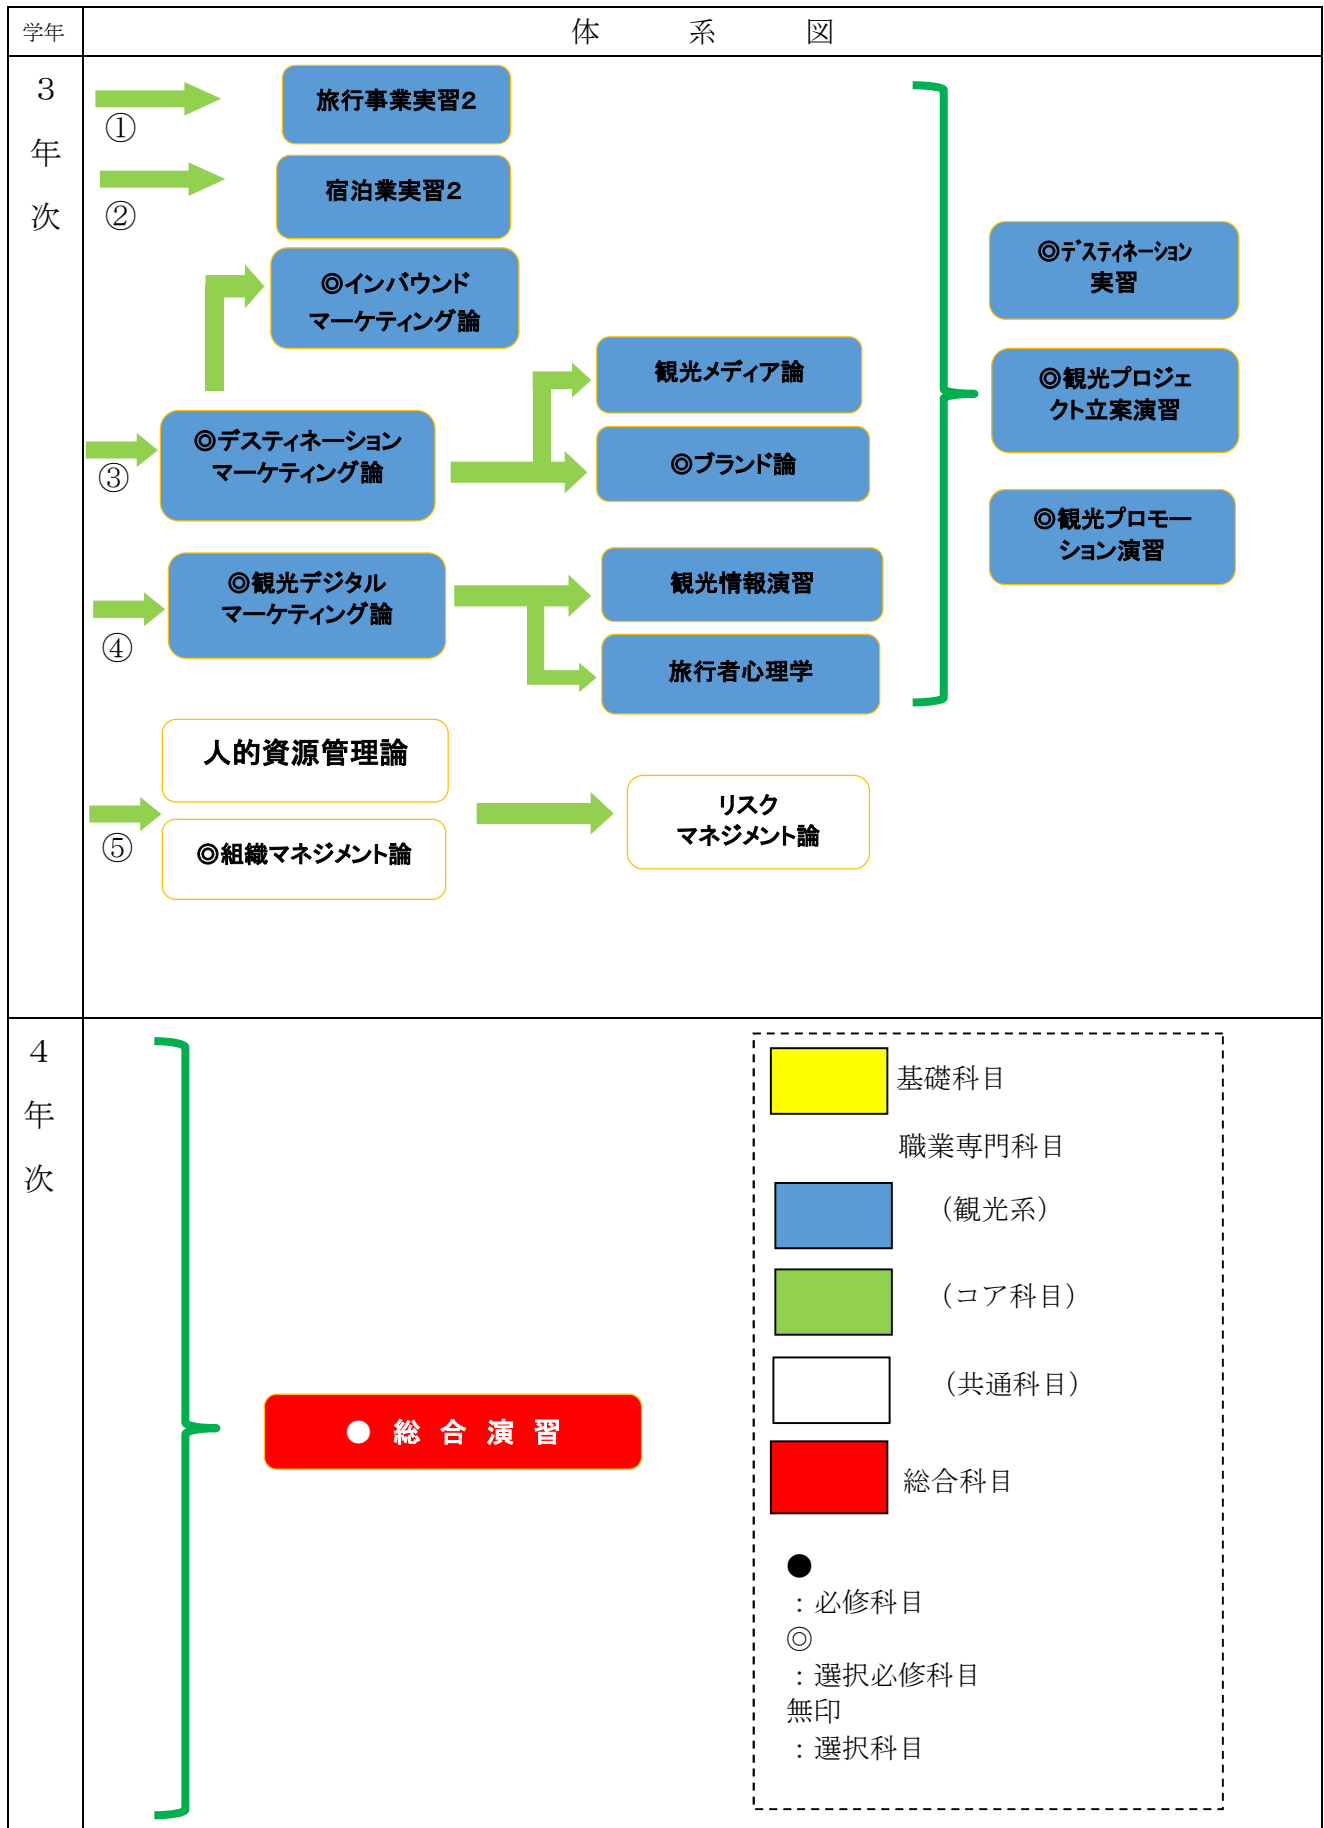 学年
体　系　図
3
年
次
①
旅行事業実習2
②
宿泊業実習2
◎インバウンド
マーケティング論
③
◎デスティネーション
マーケティング論
観光メディア論
◎ブランド論
④
◎観光デジタル
マーケティング論
観光情報演習
旅行者心理学
⑤
人的資源管理論
◎組織マネジメント論
リスク
マネジメント論
◎デスティネーション
実習
◎観光プロジェ
クト立案演習
◎観光プロモー
ション演習
4
年
次
● 総 合 演 習
基礎科目
職業専門科目
（観光系）
（コア科目）
（共通科目）
総合科目
●
：必修科目
◎
：選択必修科目
無印
：選択科目